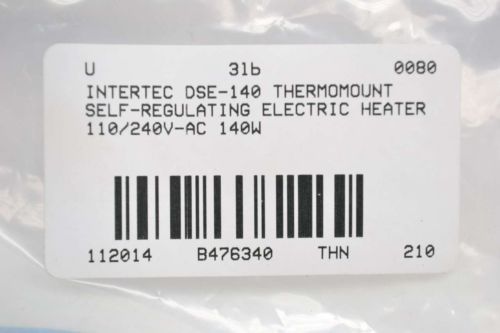 U 3lb 0080
INTERTEC DSE-140 THERMOMOUNT
SELF-REGULATING ELECTRIC HEATER
110/240V-AC 140W
112014 B476340 THN 210